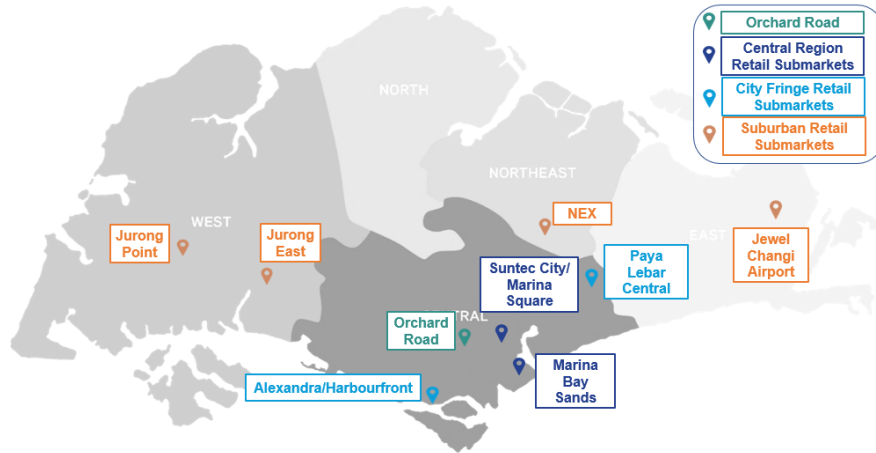 Orchard Road
Central Region
Retail Submarkets
City Fringe Retail
Submarkets
Suburban Retail
Submarkets
NORTH
NORTHEAST
WEST
EAST
NEX
Jurong
Point
Jurong
East
Suntec City/
Marina
Square
Paya
Lebar
Central
Jewel
Changi
Airport
Orchard
Road
TRAL
Alexandra/Harbourfront
Marina
Bay
Sands